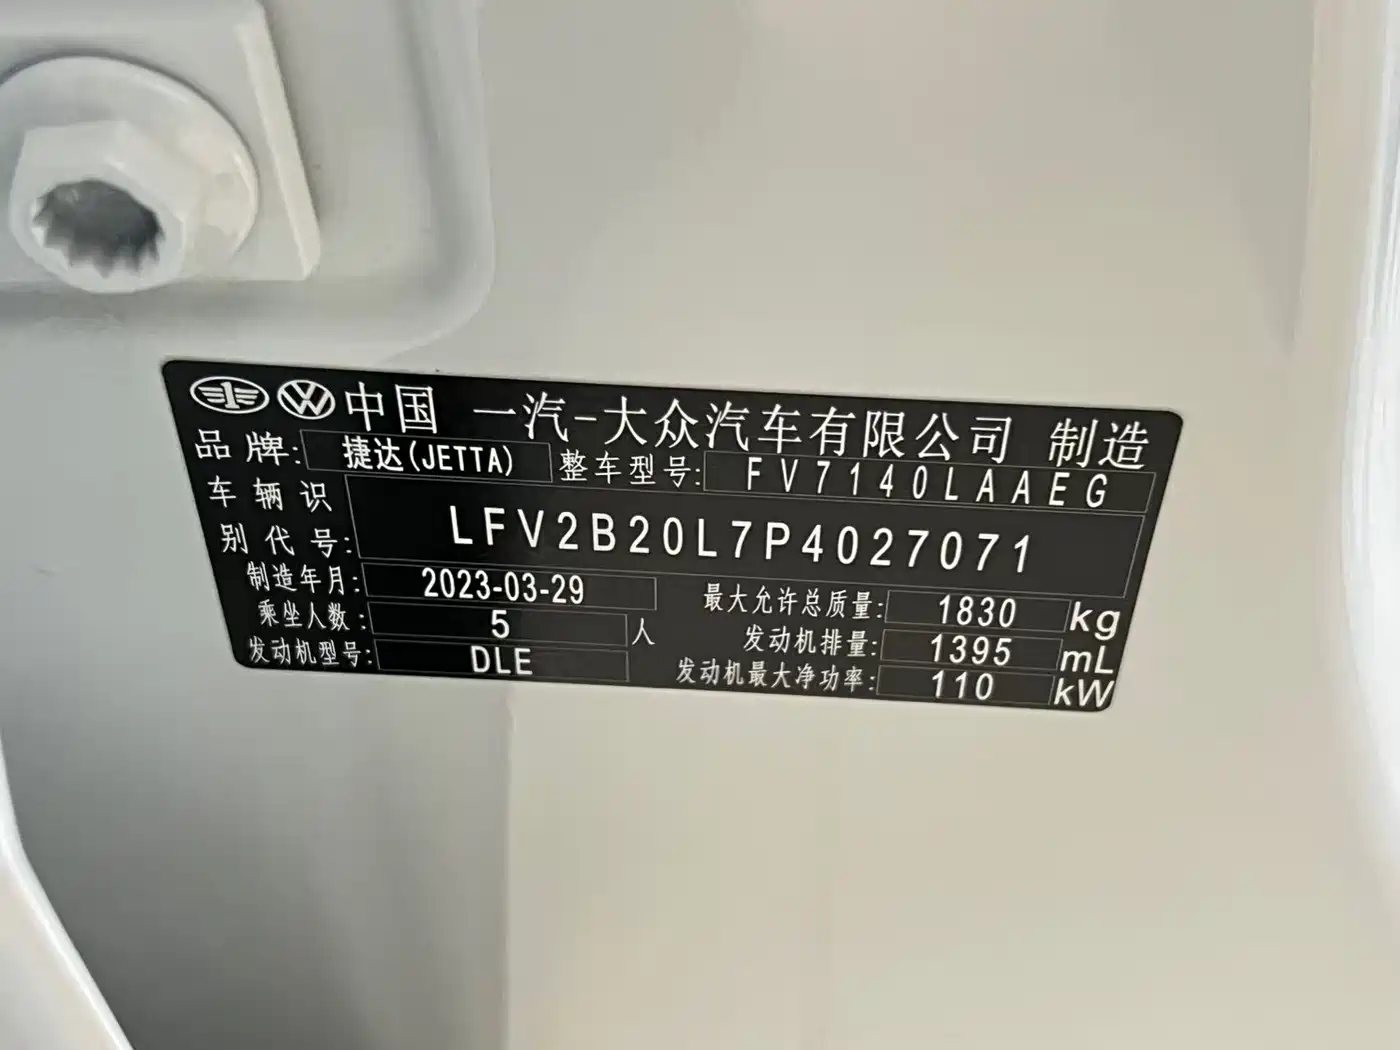 中国 一汽-大众汽车有限公司 制造
品牌: 捷达(JETTA) 整车型号: FV7140LAAEG
车辆识别代号: LFV2B20L7P4027071
制造年月: 2023-03-29 最大允许总质量: 1830 kg
乘坐人数: 5 人 发动机排量: 1395 mL
发动机型号: DLE 发动机最大净功率: 110 kW